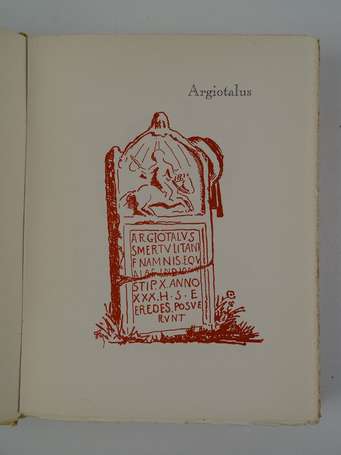 Argiotalus
ARGIOTALVS
SMERTVLITANI
F NAMNIS EQV
STIP X. ANNO
XXX. H. S. E
EREDES. POSVE
RVNT